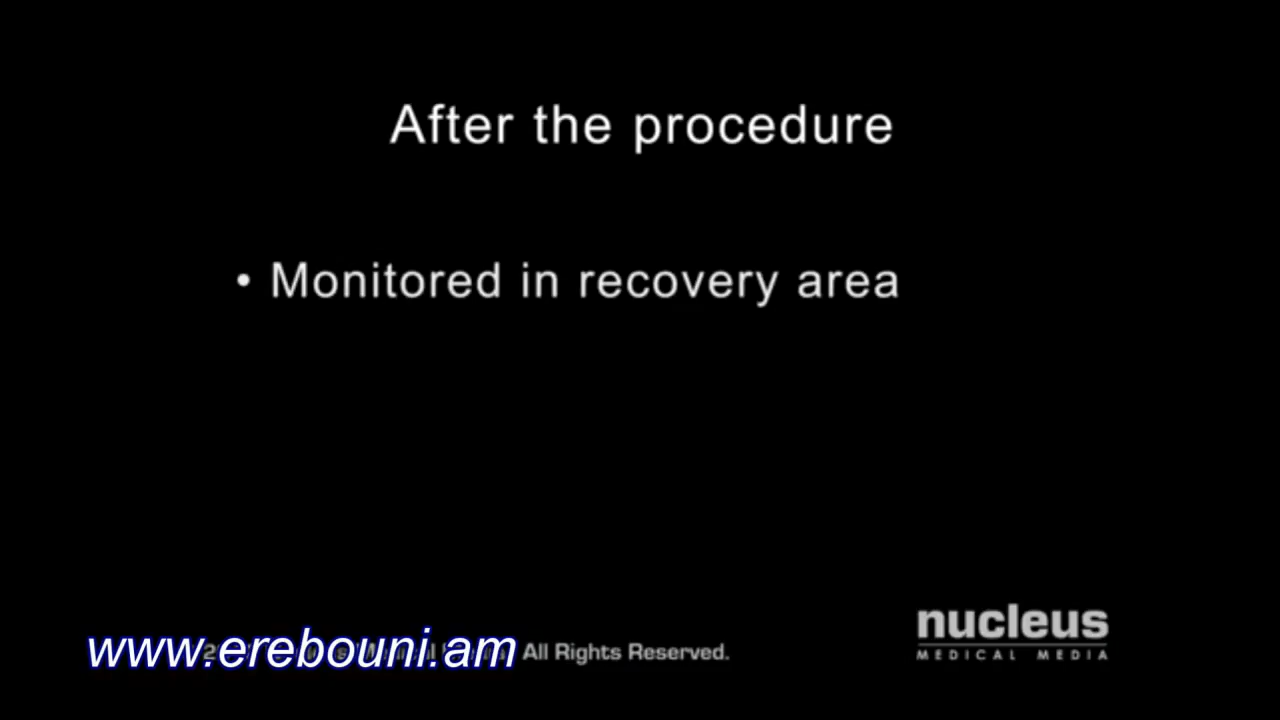 After the procedure
• Monitored in recovery area
nucleus
MEDICAL MEDIA
www.erebouni.am
All Rights Reserved.